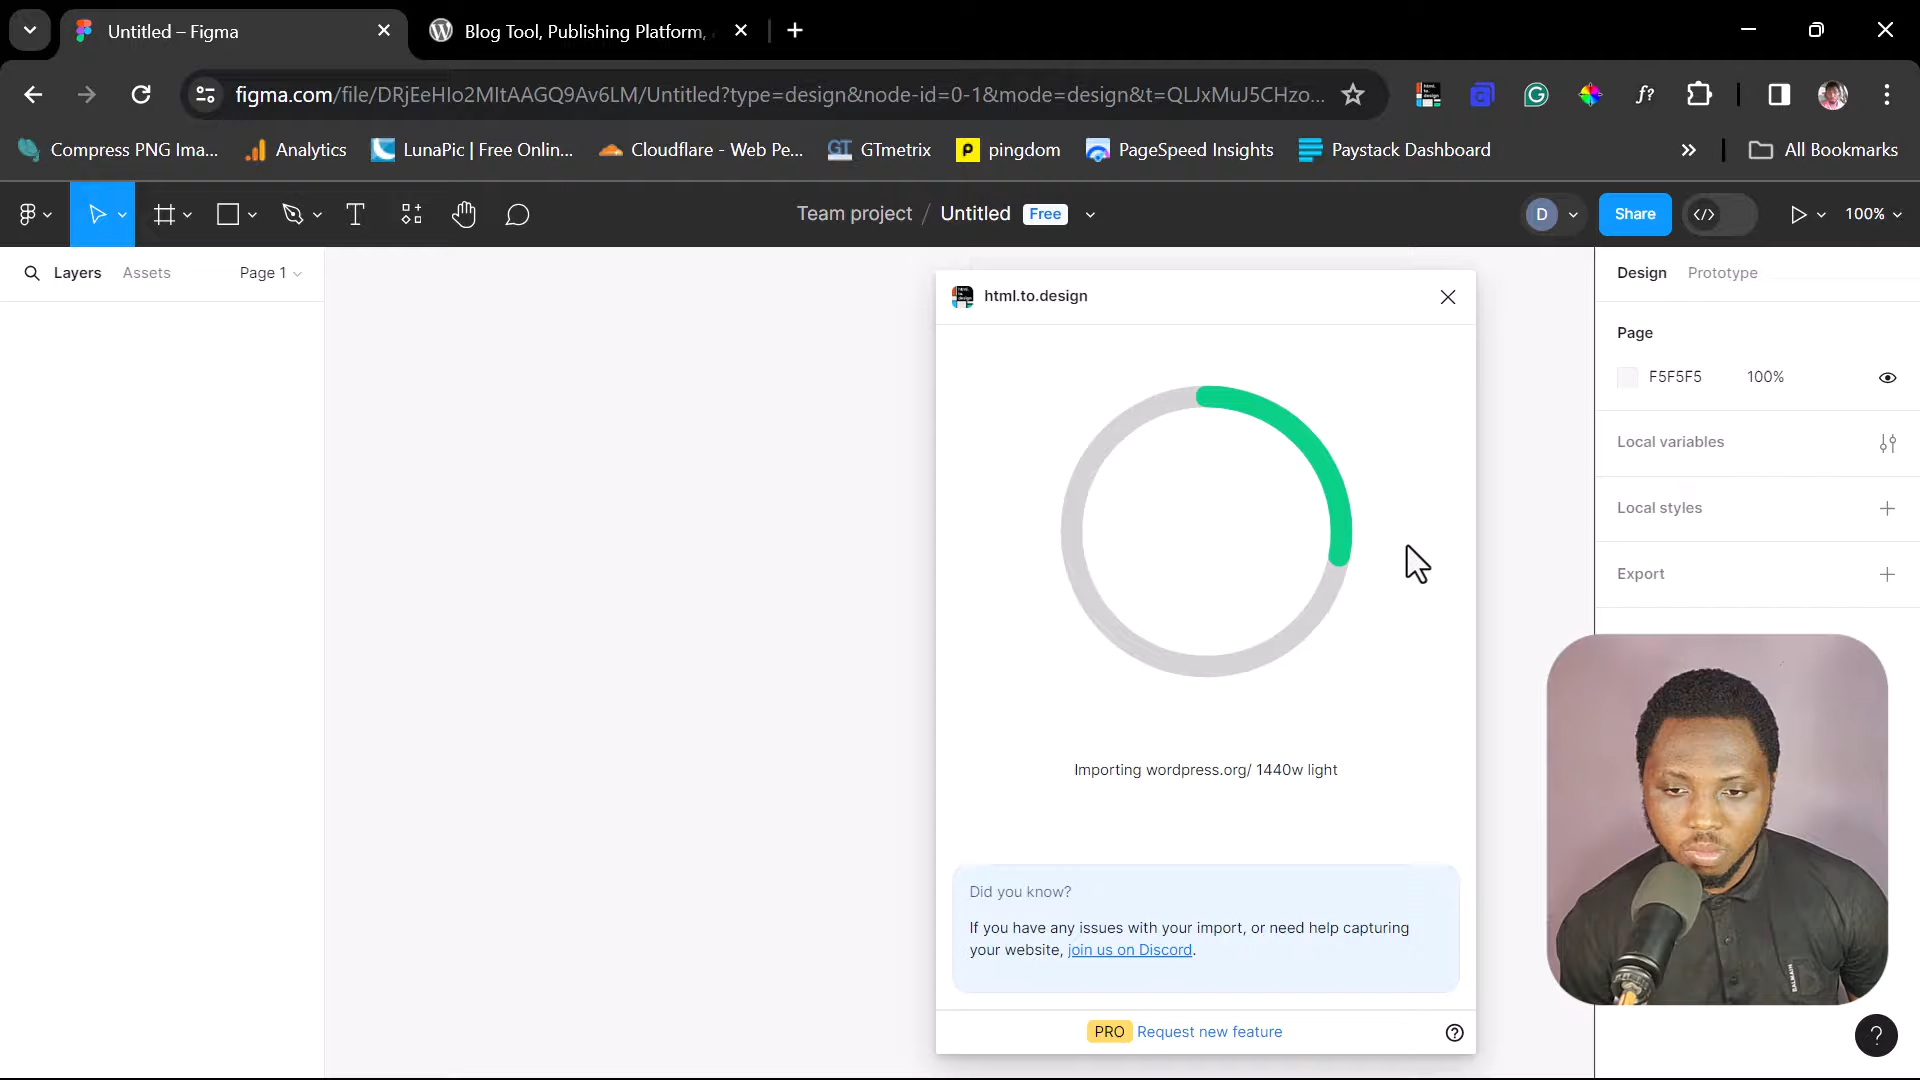 Untitled – Figma
Blog Tool, Publishing Platform,
figma.com/file/DRjEeHlo2MItAAGQ9Av6LM/Untitled?type=design&node-id=0-1&mode=design&t=QLJxMuJ5CHzo...
Compress PNG Ima...
Analytics
LunaPic | Free Onlin...
Cloudflare - Web Pe...
GTmetrix
pingdom
PageSpeed Insights
Paystack Dashboard
All Bookmarks
Team project / Untitled Free
D
Share
100%
Layers
Assets
Page 1
html.to.design
Design
Prototype
Page
F5F5F5 100%
Local variables
Local styles
Export
Importing wordpress.org/ 1440w light
Did you know?
If you have any issues with your import, or need help capturing
your website, join us on Discord.
PRO Request new feature
BALMAIN